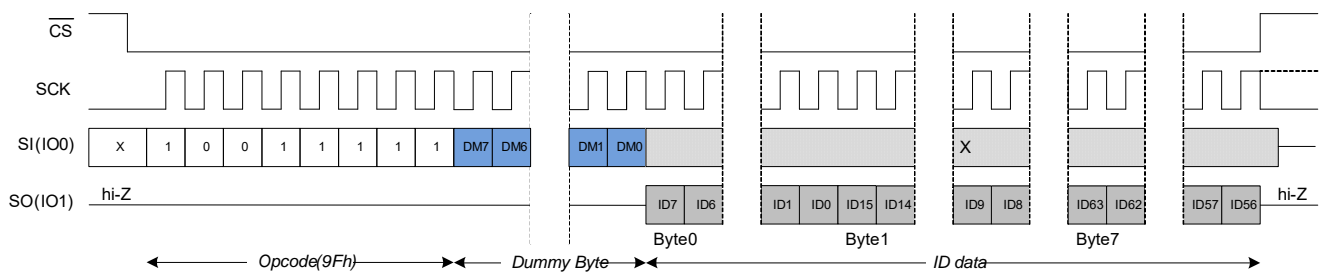 CS
SCK
SI(IO0) X 1 0 0 1 1 1 1 1 DM7 DM6 DM1 DM0 X
hi-Z hi-Z
SO(IO1) ID7 ID6 ID1 ID0 ID15 ID14 ID9 ID8 ID63 ID62 ID57 ID56
Byte0 Byte1 Byte7
Opcode(9Fh) Dummy Byte ID data